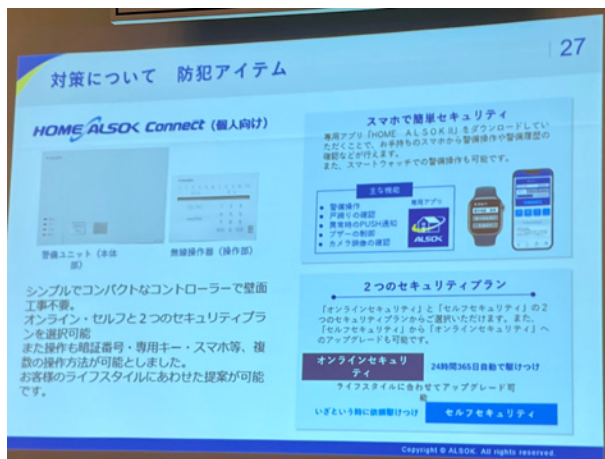 27
対策について 防犯アイテム
HOME ALSOK Connect (個人向け)
警備ユニット(本体
部)
無線操作器(操作部)
シンプルでコンパクトなコントローラーで壁面
工事不要。
オンライン・セルフと2つのセキュリティプラ
ンを選択可能
また操作も暗証番号・専用キー・スマホ等、複
数の操作方法が可能としました。
お客様のライフスタイルにあわせた提案が可能
です。
スマホで簡単セキュリティ
専用アプリ「HOME ALSOKⅡ」をダウンロードしてい
ただくことで、お手持ちのスマホから警備操作や警備履歴の
確認などが行えます。
また、スマートウォッチでの警備操作も可能です。
主な機能
● 警備操作
● 戸締りの確認
● 異常時のPUSH通知
● ブザーの制御
● カメラ映像の確認
専用アプリ
ALSOK
2つのセキュリティプラン
「オンラインセキュリティ」と「セルフセキュリティ」の2
つのセキュリティプランからご選択いただけます。また、
「セルフセキュリティ」から「オンラインセキュリティ」へ
のアップグレードも可能です。
オンラインセキュリ
ティ
24時間365日自動で駆けつけ
ライフスタイルに合わせてアップグレード可
能
いざという時に依頼駆けつけ
セルフセキュリティ
Copyright © ALSOK. All rights reserved.